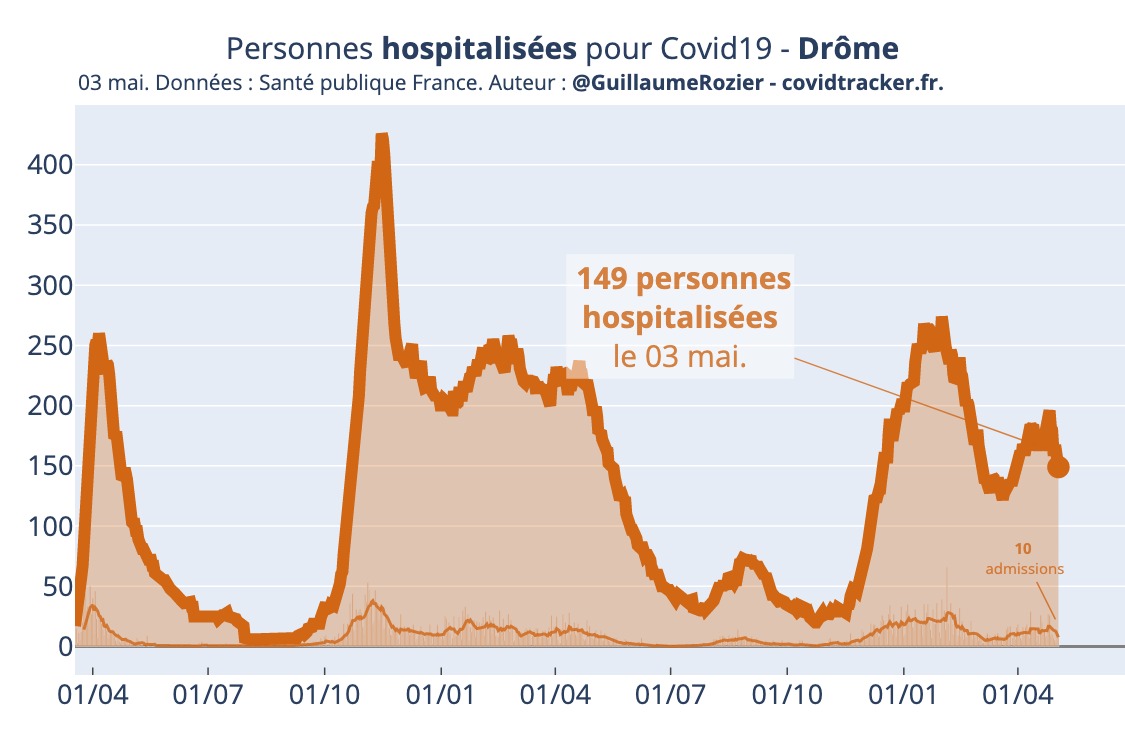 Personnes hospitalisées pour Covid19 - Drôme
03 mai. Données : Santé publique France. Auteur : @GuillaumeRozier - covidtracker.fr.
400
350
300
250
200
150
100
50
0
149 personnes
hospitalisées
le 03 mai.
10
admissions
01/04 01/07 01/10 01/01 01/04 01/07 01/10 01/01 01/04